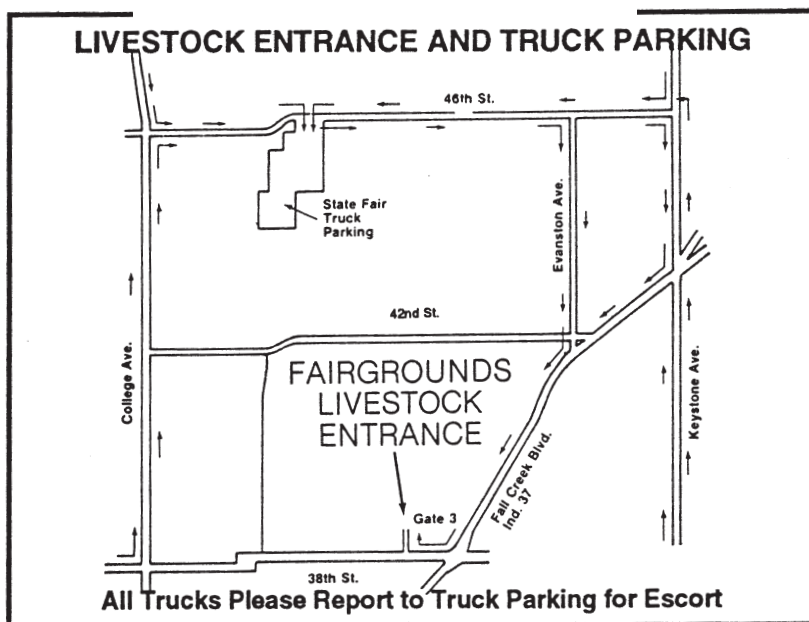 LIVESTOCK ENTRANCE AND TRUCK PARKING
46th St.
State Fair
Truck
Parking
Evanston Ave.
42nd St.
College Ave.
FAIRGROUNDS
LIVESTOCK
ENTRANCE
Keystone Ave.
Fall Creek Blvd.
Ind. 37
Gate 3
38th St.
All Trucks Please Report to Truck Parking for Escort